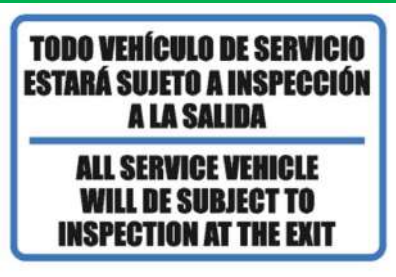 TODO VEHÍCULO DE SERVICIO
ESTARÁ SUJETO A INSPECCIÓN
A LA SALIDA
ALL SERVICE VEHICLE
WILL DE SUBJECT TO
INSPECTION AT THE EXIT